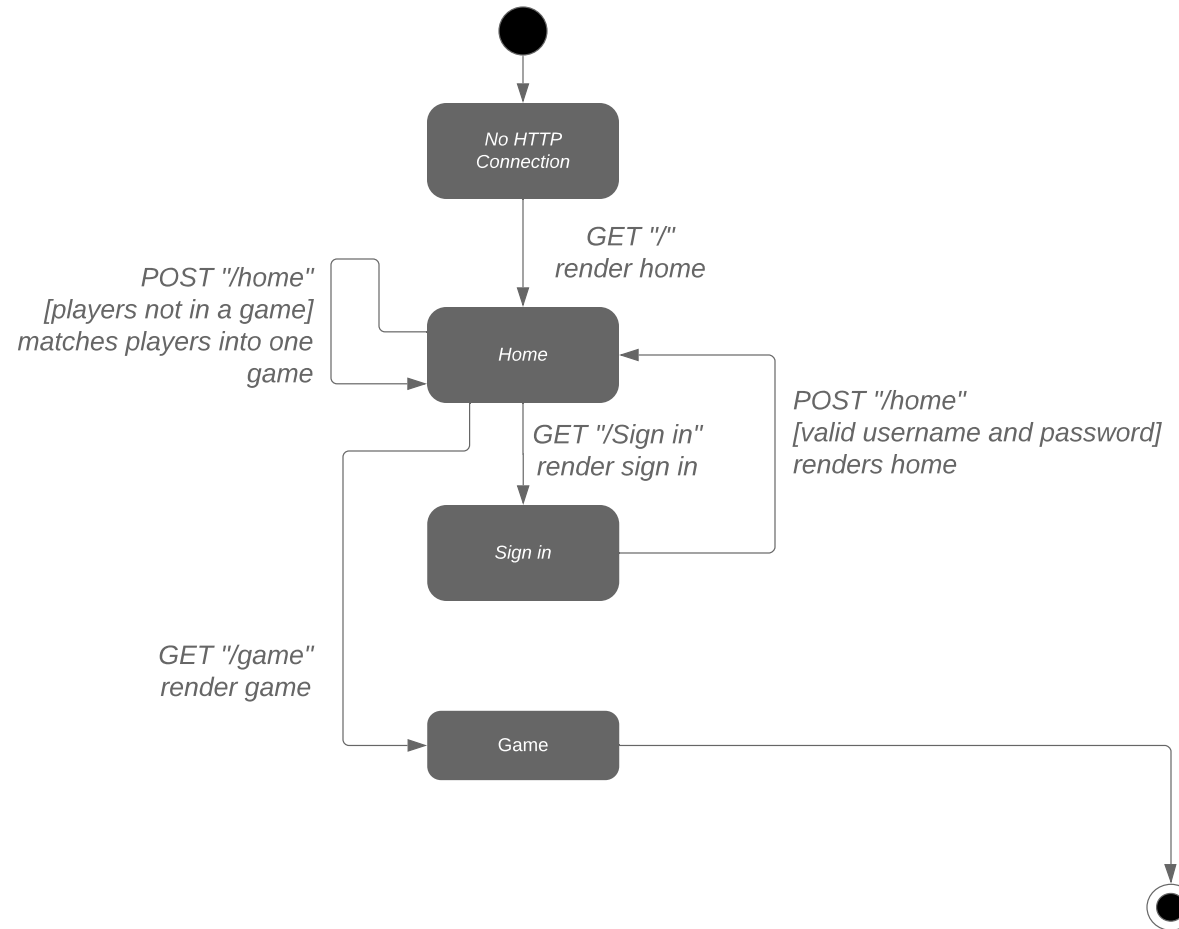 No HTTP
Connection
GET "/"
render home
POST "/home"
[players not in a game]
matches players into one
game
Home
POST "/home"
[valid username and password]
renders home
GET "/Sign in"
render sign in
Sign in
GET "/game"
render game
Game